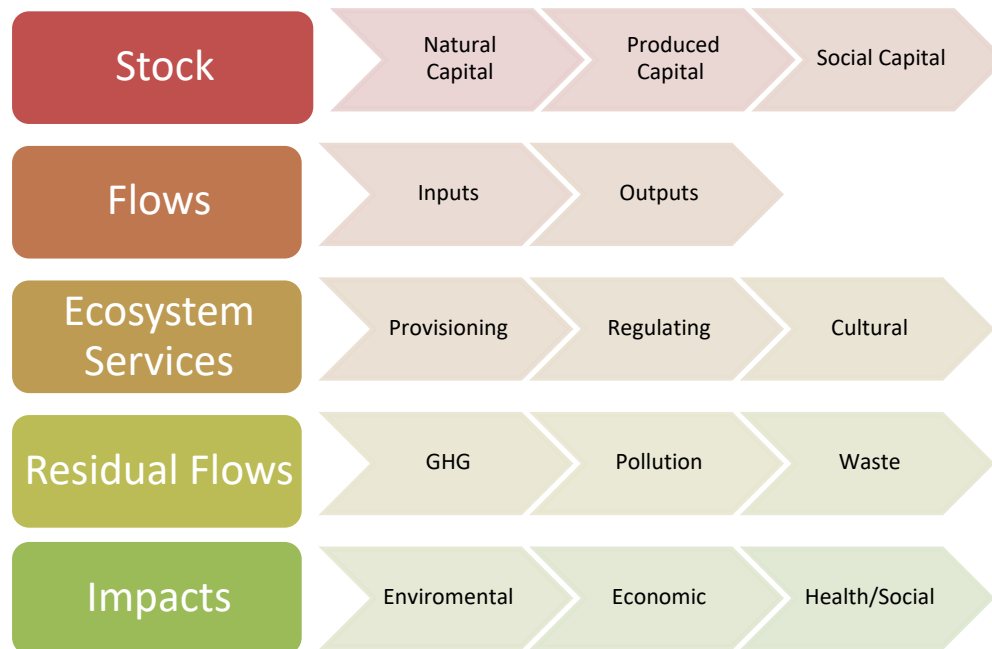 Stock
Natural
Capital
Produced
Capital
Social Capital
Flows
Inputs
Outputs
Ecosystem
Services
Provisioning
Regulating
Cultural
Residual Flows
GHG
Pollution
Waste
Impacts
Enviromental
Economic
Health/Social